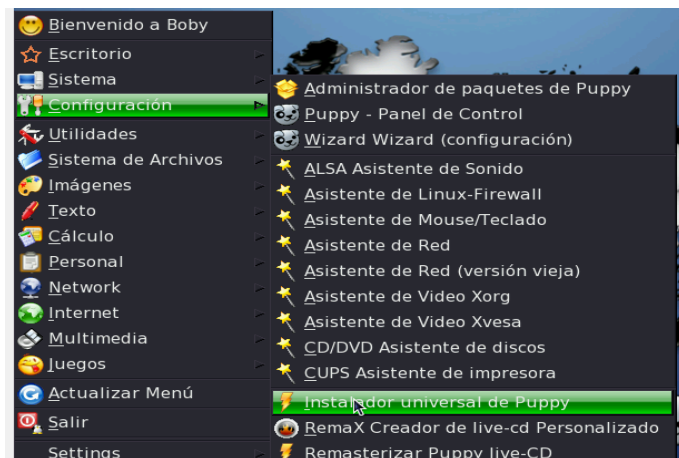 Bienvenido a Boby
Escritorio
Sistema
Configuración
Utilidades
Sistema de Archivos
Imágenes
Texto
Cálculo
Personal
Network
Internet
Multimedia
Juegos
Actualizar Menú
Salir
Settings
Administrador de paquetes de Puppy
Puppy - Panel de Control
Wizard Wizard (configuración)
ALSA Asistente de Sonido
Asistente de Linux-Firewall
Asistente de Mouse/Teclado
Asistente de Red
Asistente de Red (versión vieja)
Asistente de Video Xorg
Asistente de Video Xvesa
CD/DVD Asistente de discos
CUPS Asistente de impresora
Instalador universal de Puppy
RemaX Creador de live-cd Personalizado
Remasterizar Puppy live-CD